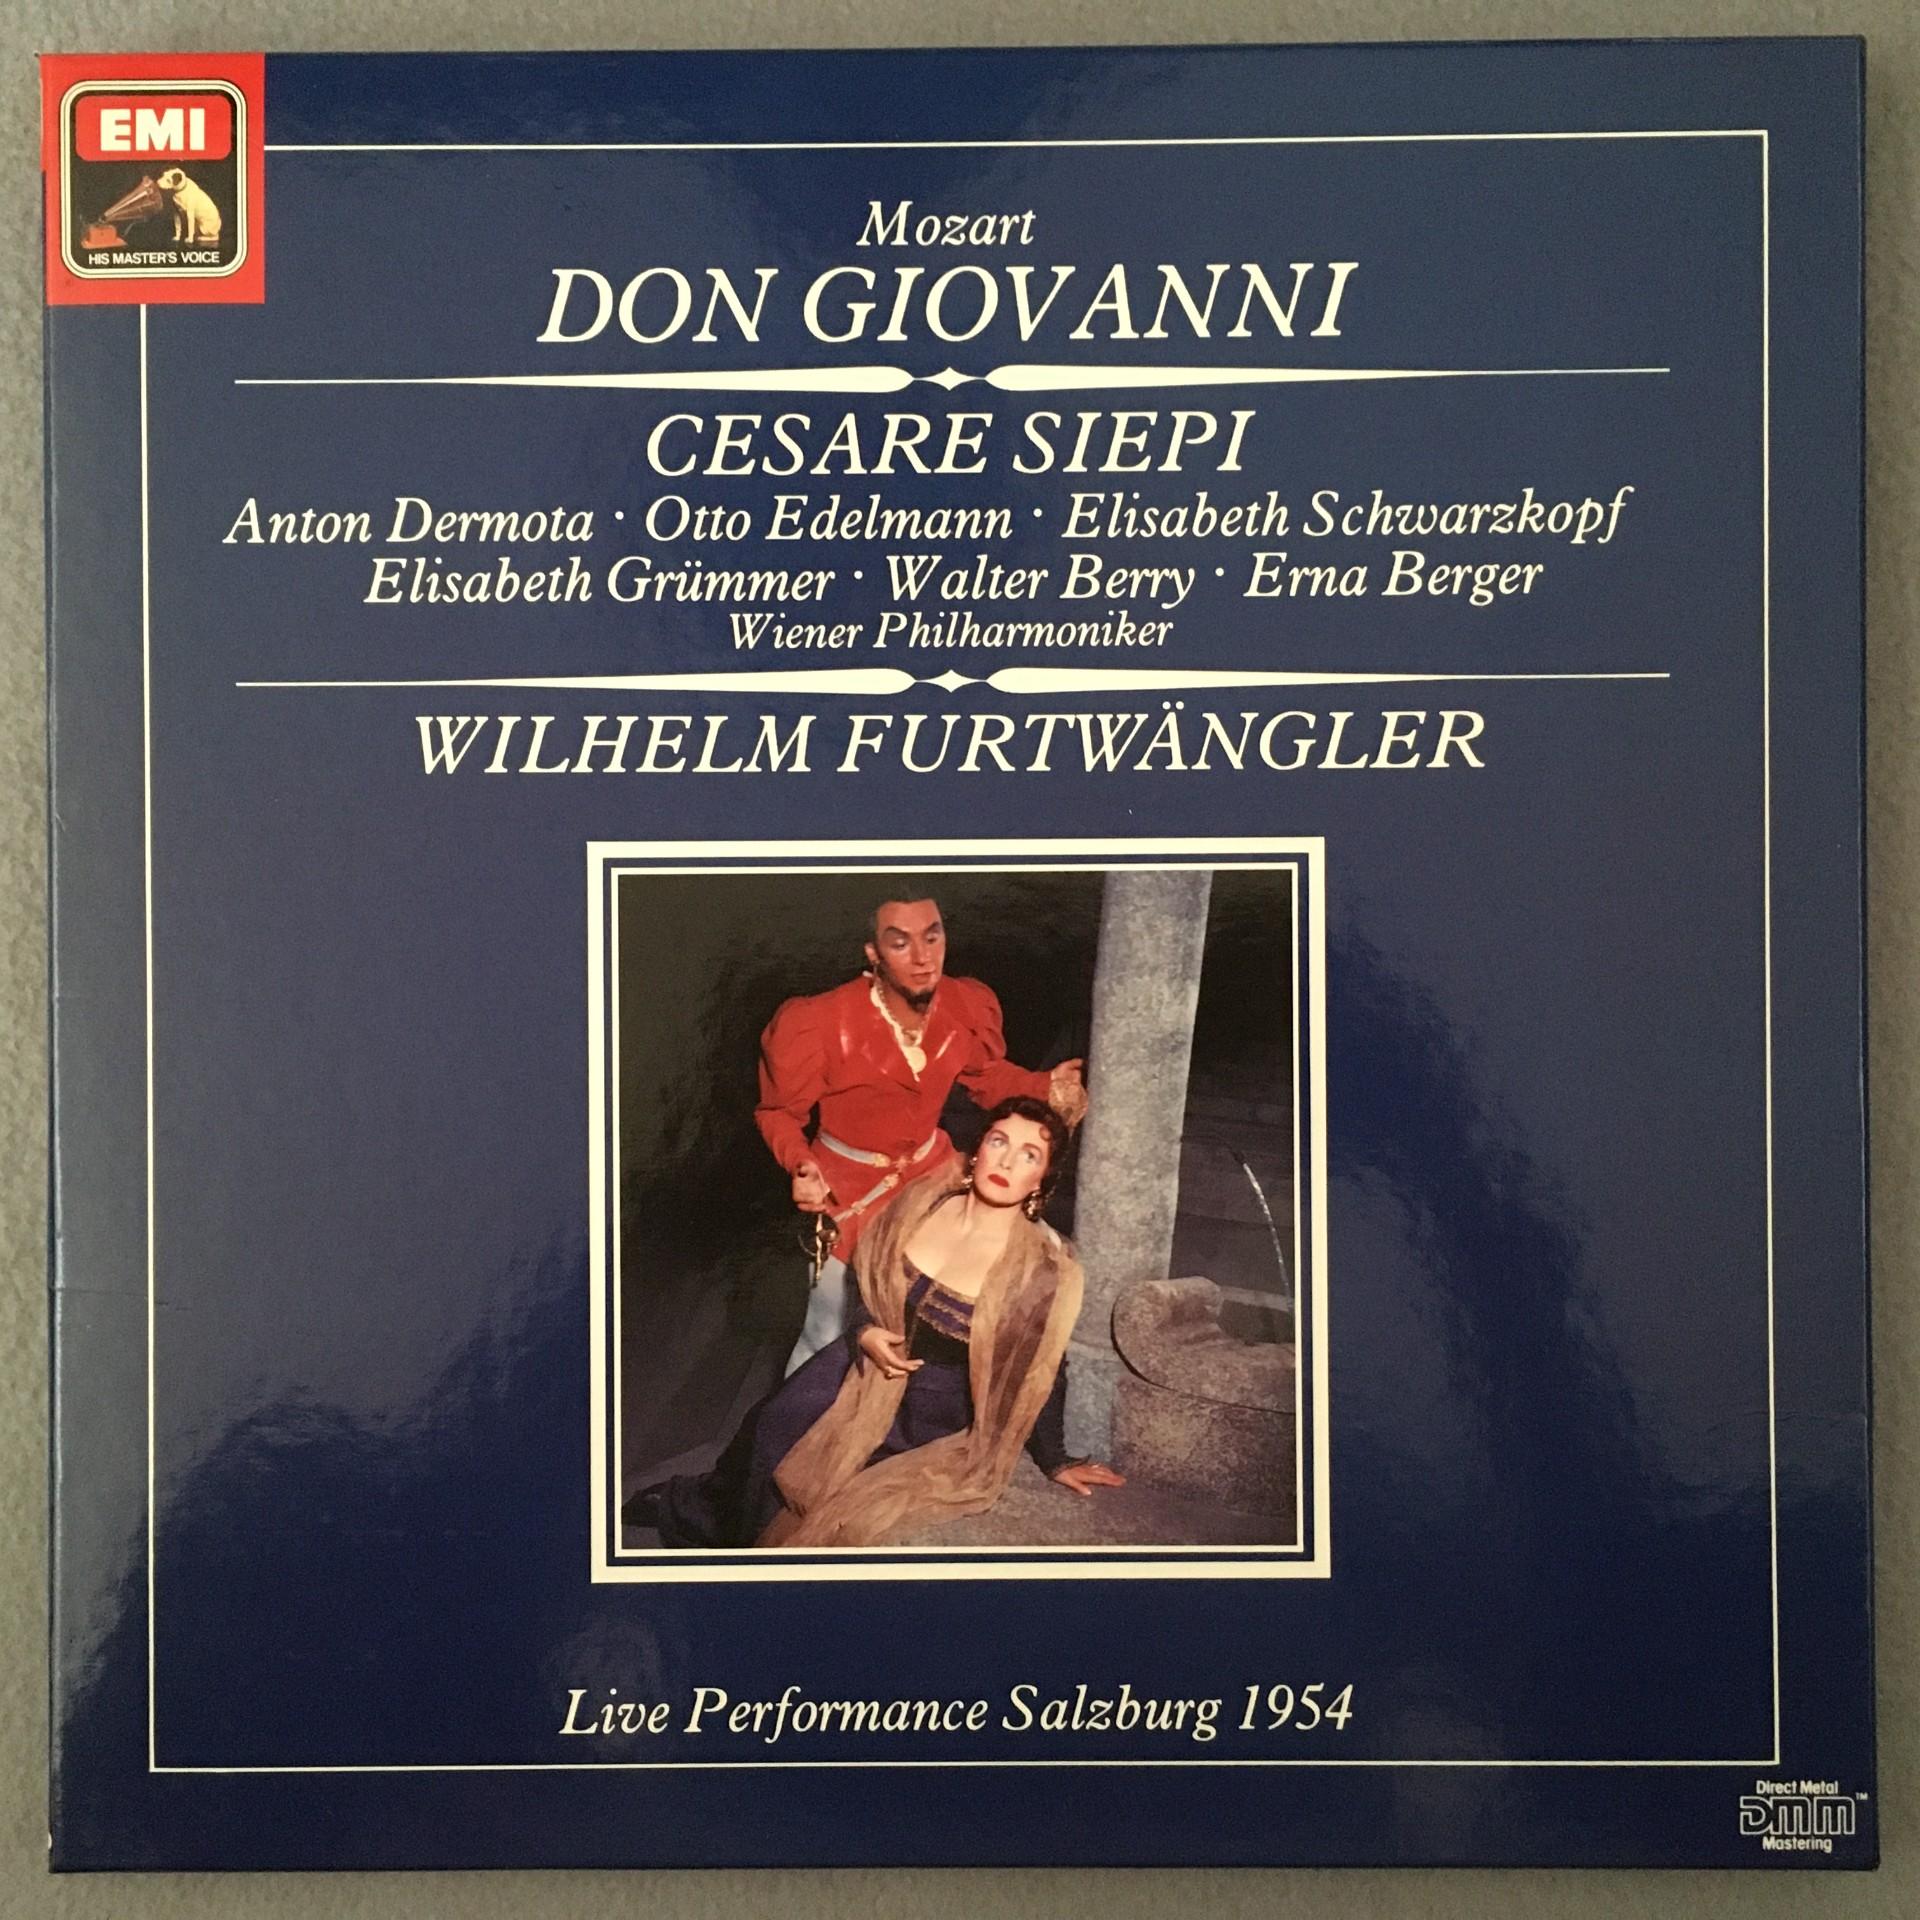 EMI
HIS MASTER'S VOICE
Mozart
DON GIOVANNI
CESARE SIEPI
Anton Dermota · Otto Edelmann · Elisabeth Schwarzkopf
Elisabeth Grümmer · Walter Berry · Erna Berger
Wiener Philharmoniker
WILHELM FURTWÄNGLER
Live Performance Salzburg 1954
Direct Metal
DMM™
Mastering